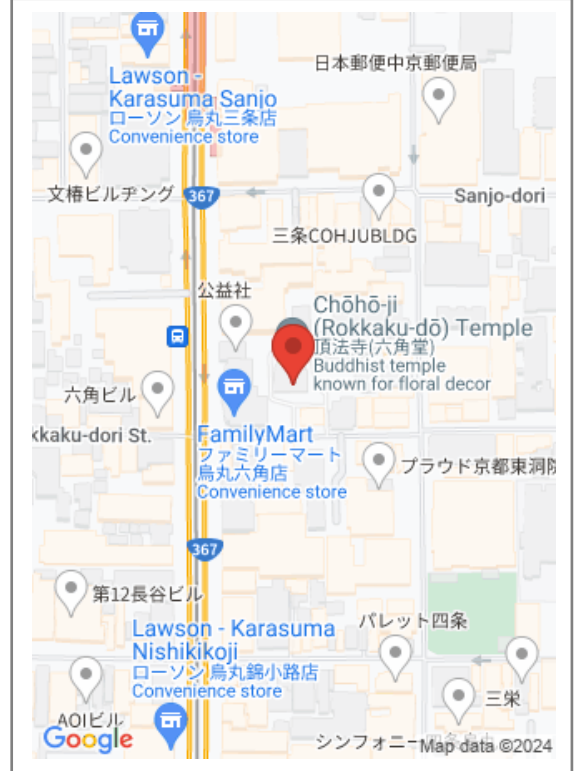 日本郵便中京郵便局
Lawson -
Karasuma Sanjo
ローソン 烏丸三条店
Convenience store
文椿ビルヂング
367
Sanjo-dori
三条COHJUBLDG
公益社
Chōhō-ji
(Rokkaku-dō) Temple
頂法寺(六角堂)
Buddhist temple
known for floral decor
六角ビル
kkaku-dori St.
FamilyMart
ファミリーマート
烏丸六角店
Convenience store
プラウド京都東洞院
367
第12長谷ビル
Lawson - Karasuma
Nishikikoji
ローソン 烏丸錦小路店
Convenience store
パレット四条
三栄
AOIビル
Google
シンフォニー
Map data ©2024